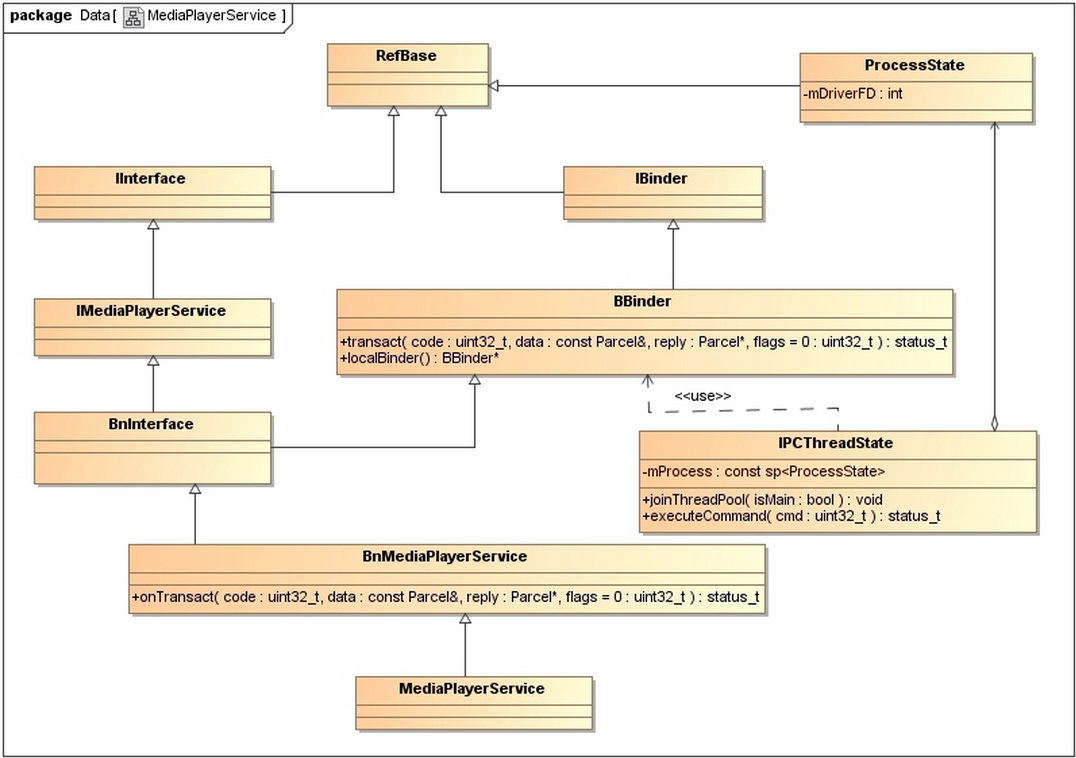 package Data[ MediaPlayerService ]
RefBase
ProcessState
-mDriverFD : int
IInterface
IBinder
IMediaPlayerService
BBinder
+transact( code : uint32_t, data : const Parcel&, reply : Parcel*, flags = 0 : uint32_t ) : status_t
+localBinder() : BBinder*
<<use>>
BnInterface
IPCThreadState
-mProcess : const sp<ProcessState>
+joinThreadPool( isMain : bool ) : void
+executeCommand( cmd : uint32_t ) : status_t
BnMediaPlayerService
+onTransact( code : uint32_t, data : const Parcel&, reply : Parcel*, flags = 0 : uint32_t ) : status_t
MediaPlayerService